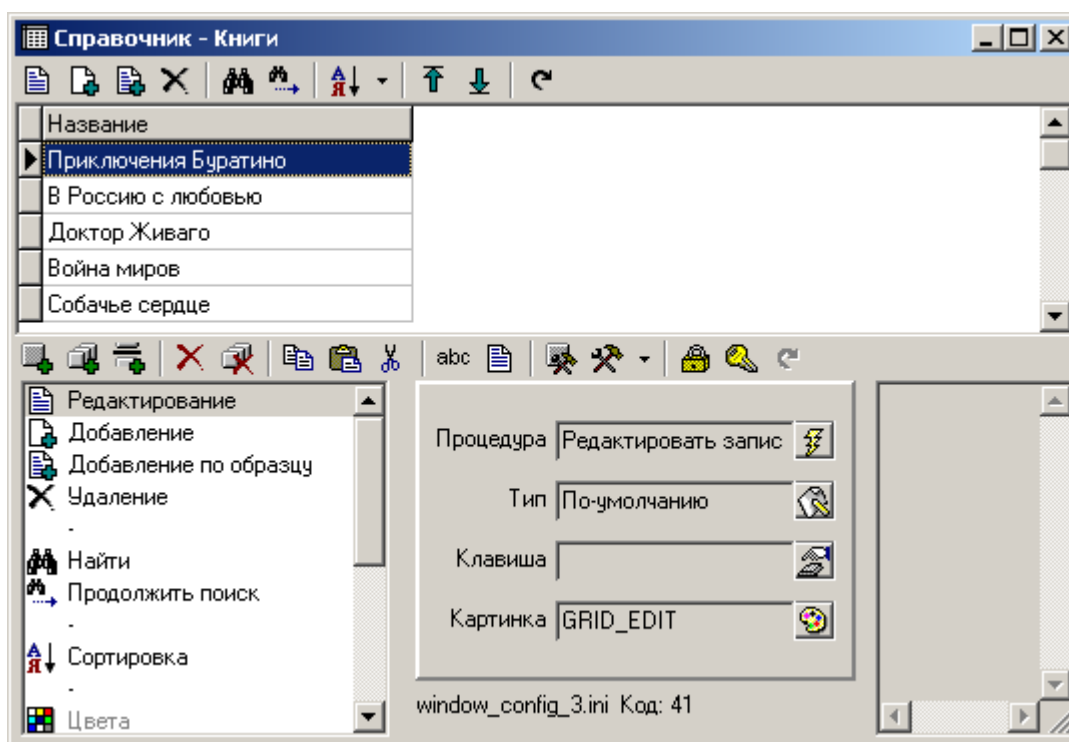 Справочник - Книги
Название
Приключения Буратино
В Россию с любовью
Доктор Живаго
Война миров
Собачье сердце
abc
Редактирование
Добавление
Добавление по образцу
Удаление
-
Найти
Продолжить поиск
-
Сортировка
-
Цвета
Процедура Редактировать запис
Тип По-умолчанию
Клавиша
Картинка GRID_EDIT
window_config_3.ini Код: 41